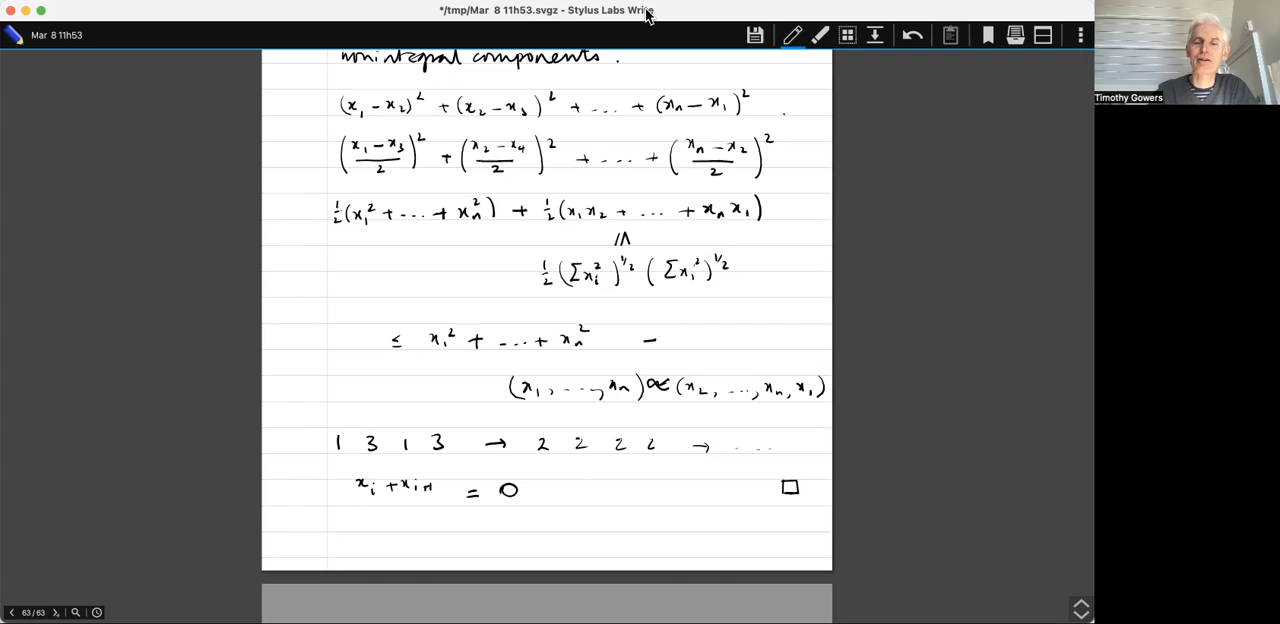 */tmp/Mar 8 11h53.svgz - Stylus Labs Write
Mar 8 11h53
Timothy Gowers
nonintegral components .
(x₁ - x₂)² + (x₂ - x₃)² + ... + (xₙ - x₁)² .
((x₁ - x₃)/2)² + ((x₂ - x₄)/2)² + .... + ((xₙ - x₂)/2)²
½(x₁² + ... + xₙ²) + ½(x₁x₂ + ... + xₙx₁)
/∧
½(∑xᵢ²)^1/2 (∑xᵢ²)^1/2
≤ x₁² + ... + xₙ² –
(x₁, ..., xₙ) ∝ (x₂, ..., xₙ, x₁)
1 3 1 3 → 2 2 2 2 → ....
xᵢ + xᵢ₊₁ = 0 □
63/63